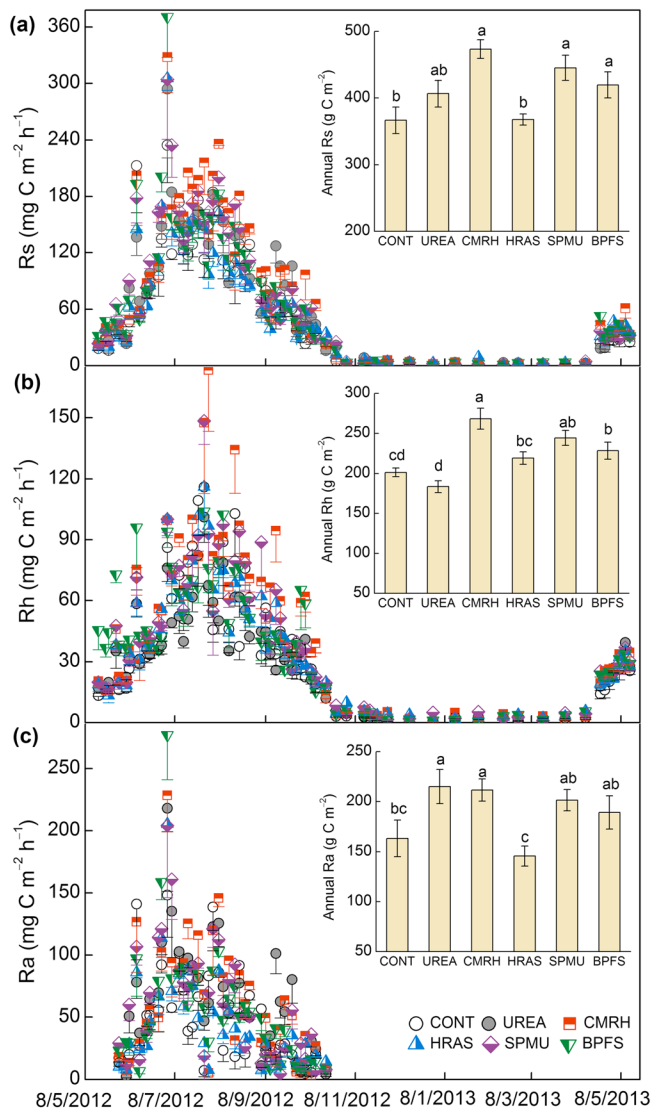 (a)
360
300
240
180
120
60
0
Rs (mg C m⁻² h⁻¹)
500
400
300
200
Annual Rs (g C m⁻²)
b
ab
a
b
a
a
CONT UREA CMRH HRAS SPMU BPFS
(b)
150
120
90
60
30
0
Rh (mg C m⁻² h⁻¹)
300
250
200
150
100
50
Annual Rh (g C m⁻²)
cd
d
a
bc
ab
b
CONT UREA CMRH HRAS SPMU BPFS
(c)
250
200
150
100
50
0
Ra (mg C m⁻² h⁻¹)
250
200
150
100
50
Annual Ra (g C m⁻²)
bc
a
a
c
ab
ab
CONT UREA CMRH HRAS SPMU BPFS
CONT UREA CMRH
HRAS SPMU BPFS
8/5/2012 8/7/2012 8/9/2012 8/11/2012 8/1/2013 8/3/2013 8/5/2013